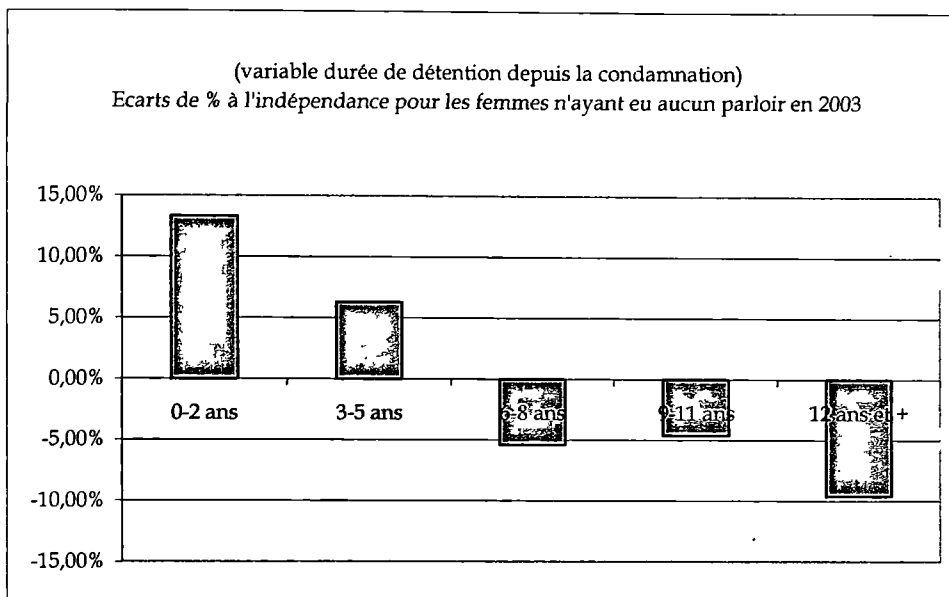 (variable durée de détention depuis la condamnation)
Ecarts de % à l'indépendance pour les femmes n'ayant eu aucun parloir en 2003
15,00%
10,00%
5,00%
0,00%
0-2 ans
3-5 ans
6-8 ans
9-11 ans
12 ans et +
-5,00%
-10,00%
-15,00%